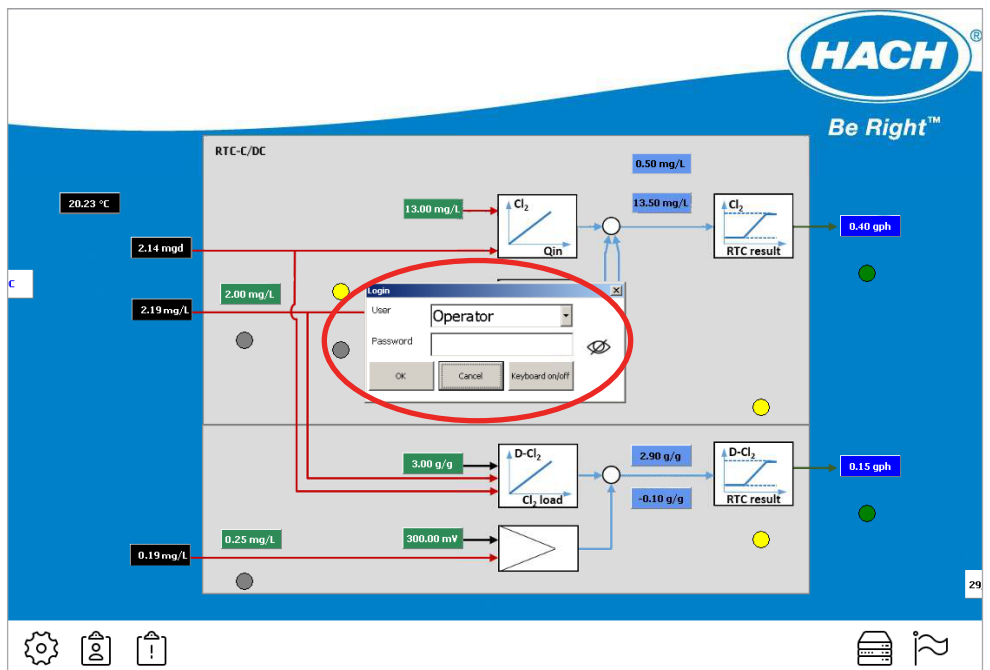 HACH
®
Be Right™
RTC-C/DC
0.50 mg/L
20.23 °C
13.00 mg/L
Cl2
Qin
13.50 mg/L
Cl2
RTC result
0.40 gph
2.14 mgd
C
2.00 mg/L
2.19 mg/L
Login
User
Operator
Password
OK
Cancel
Keyboard on/off
3.00 g/g
D-Cl2
Cl2 load
2.90 g/g
-0.10 g/g
D-Cl2
RTC result
0.15 gph
0.25 mg/L
300.00 mV
0.19 mg/L
29